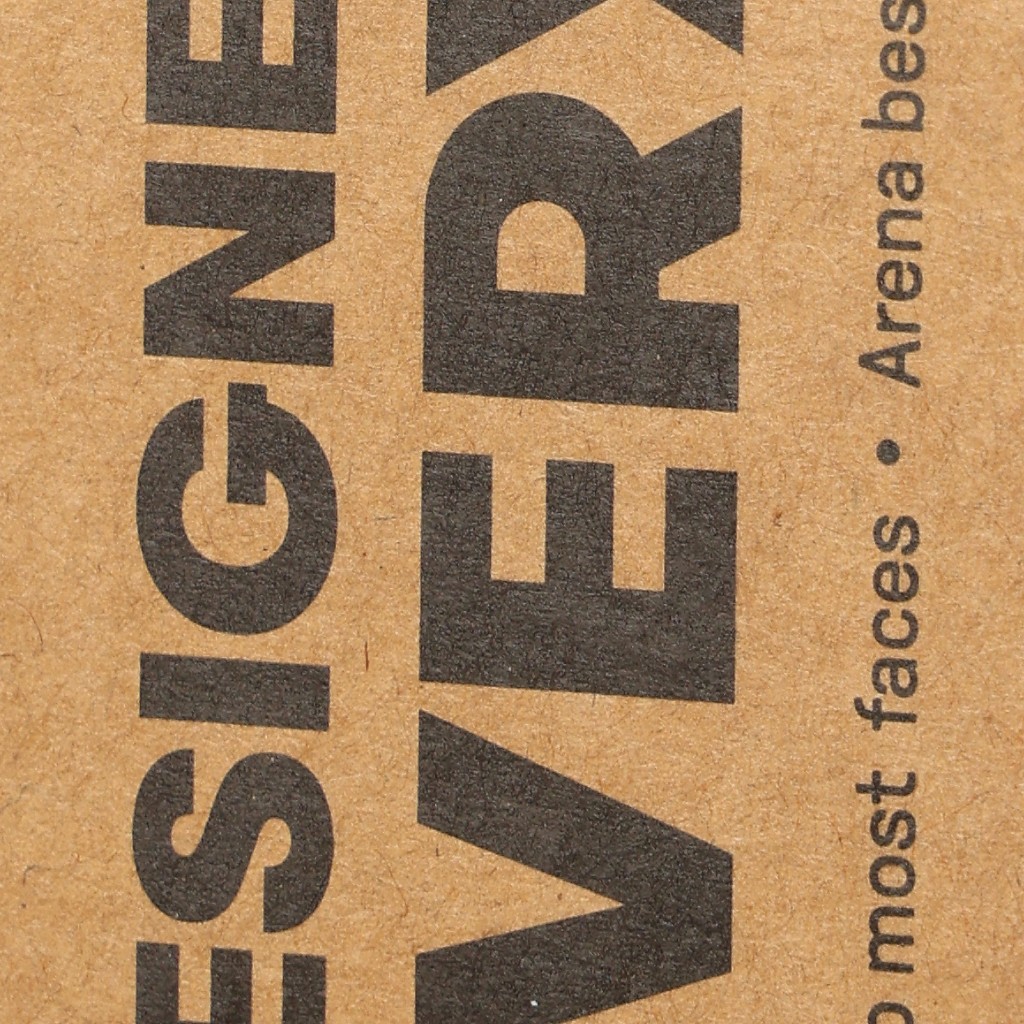 ESIGNE
VERY
o most faces • Arena bes